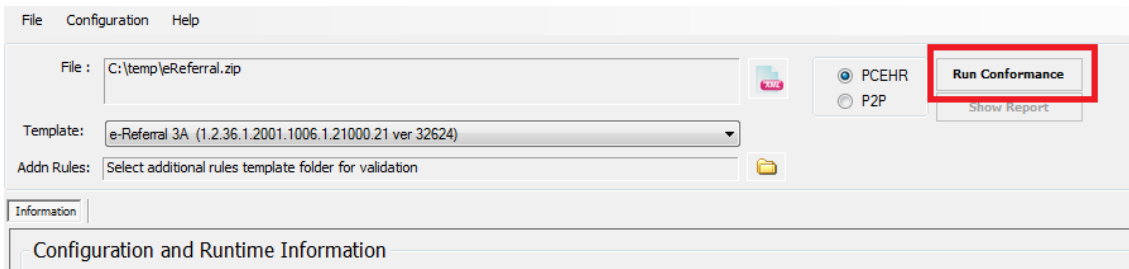 File Configuration Help
File : C:\temp\eReferral.zip
XML
PCEHR
Run Conformance
P2P
Show Report
Template: e-Referral 3A (1.2.36.1.2001.1006.1.21000.21 ver 32624)
Addn Rules: Select additional rules template folder for validation
Information
Configuration and Runtime Information